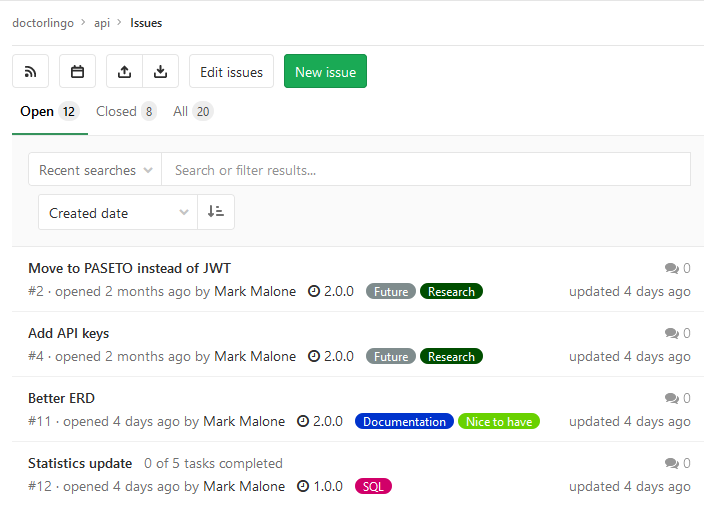 doctorlingo > api > Issues
Edit issues New issue
Open 12 Closed 8 All 20
Recent searches Search or filter results...
Created date
Move to PASETO instead of JWT 0
#2 · opened 2 months ago by Mark Malone 2.0.0 Future Research updated 4 days ago
Add API keys 0
#4 · opened 2 months ago by Mark Malone 2.0.0 Future Research updated 4 days ago
Better ERD 0
#11 · opened 4 days ago by Mark Malone 2.0.0 Documentation Nice to have updated 4 days ago
Statistics update 0 of 5 tasks completed 0
#12 · opened 4 days ago by Mark Malone 1.0.0 SQL updated 4 days ago